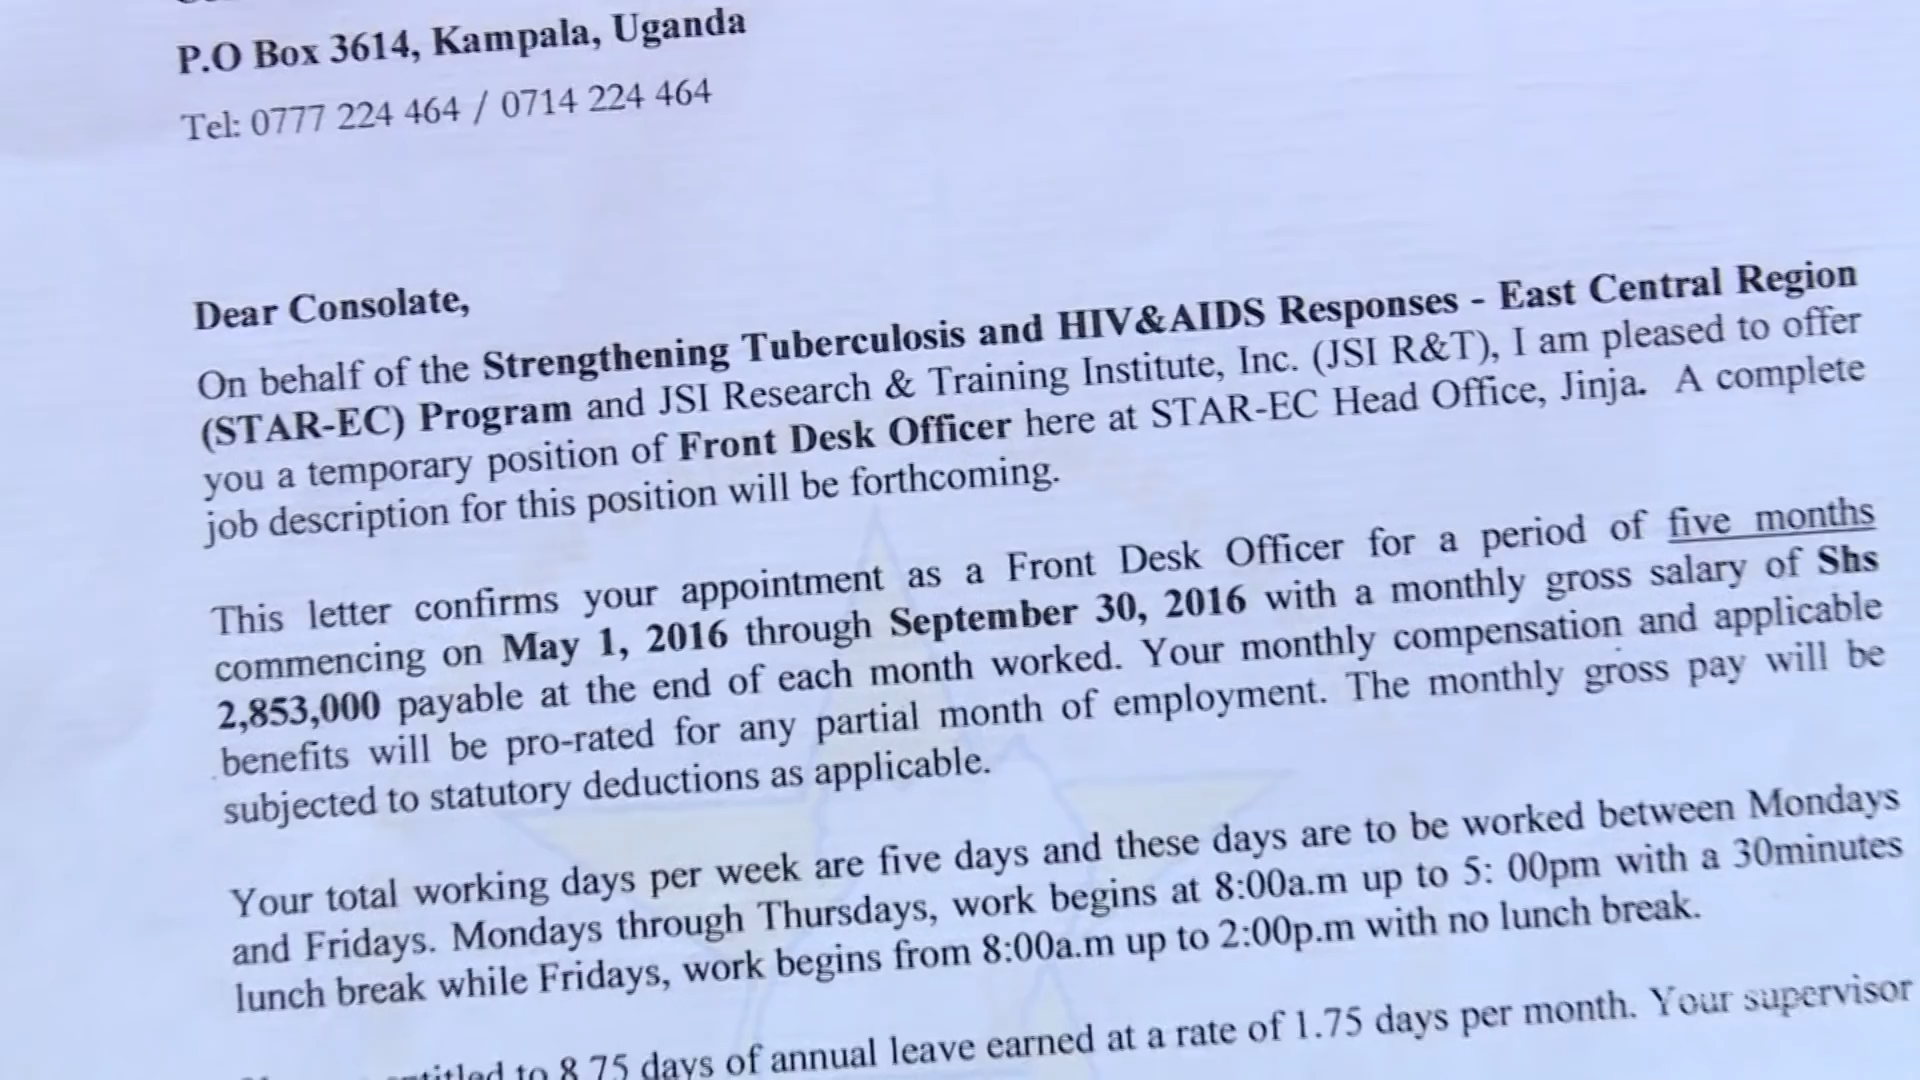 P.O Box 3614, Kampala, Uganda
Tel: 0777 224 464 / 0714 224 464
Dear Consolate,
On behalf of the Strengthening Tuberculosis and HIV&AIDS Responses - East Central Region
(STAR-EC) Program and JSI Research & Training Institute, Inc. (JSI R&T), I am pleased to offer
you a temporary position of Front Desk Officer here at STAR-EC Head Office, Jinja. A complete
job description for this position will be forthcoming.
This letter confirms your appointment as a Front Desk Officer for a period of five months
commencing on May 1, 2016 through September 30, 2016 with a monthly gross salary of Shs
2,853,000 payable at the end of each month worked. Your monthly compensation and applicable
benefits will be pro-rated for any partial month of employment. The monthly gross pay will be
subjected to statutory deductions as applicable.
Your total working days per week are five days and these days are to be worked between Mondays
and Fridays. Mondays through Thursdays, work begins at 8:00a.m up to 5: 00pm with a 30minutes
lunch break while Fridays, work begins from 8:00a.m up to 2:00p.m with no lunch break.
to 8.75 days of annual leave earned at a rate of 1.75 days per month. Your supervisor